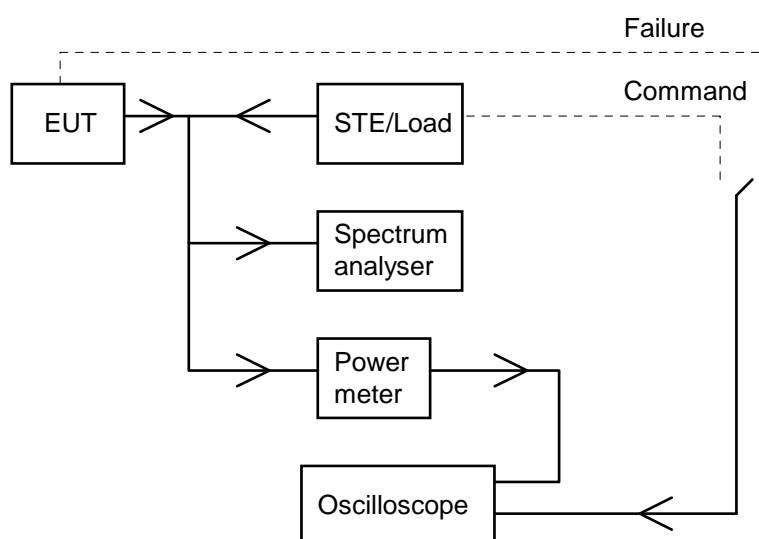 Failure
Command
EUT
STE/Load
Spectrum
analyser
Power
meter
Oscilloscope